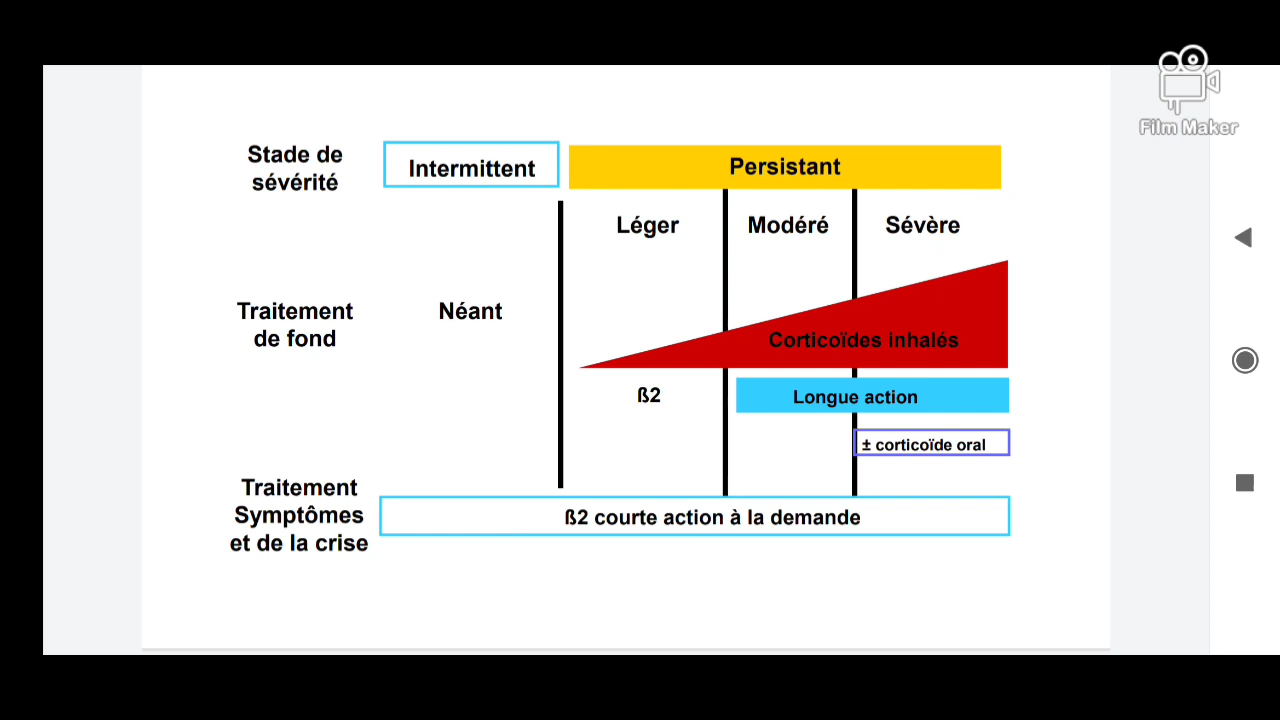 Film Maker
Stade de
sévérité
Intermittent
Persistant
Léger
Modéré
Sévère
Traitement
de fond
Néant
Corticoïdes inhalés
ß2
Longue action
± corticoïde oral
Traitement
Symptômes
et de la crise
ß2 courte action à la demande